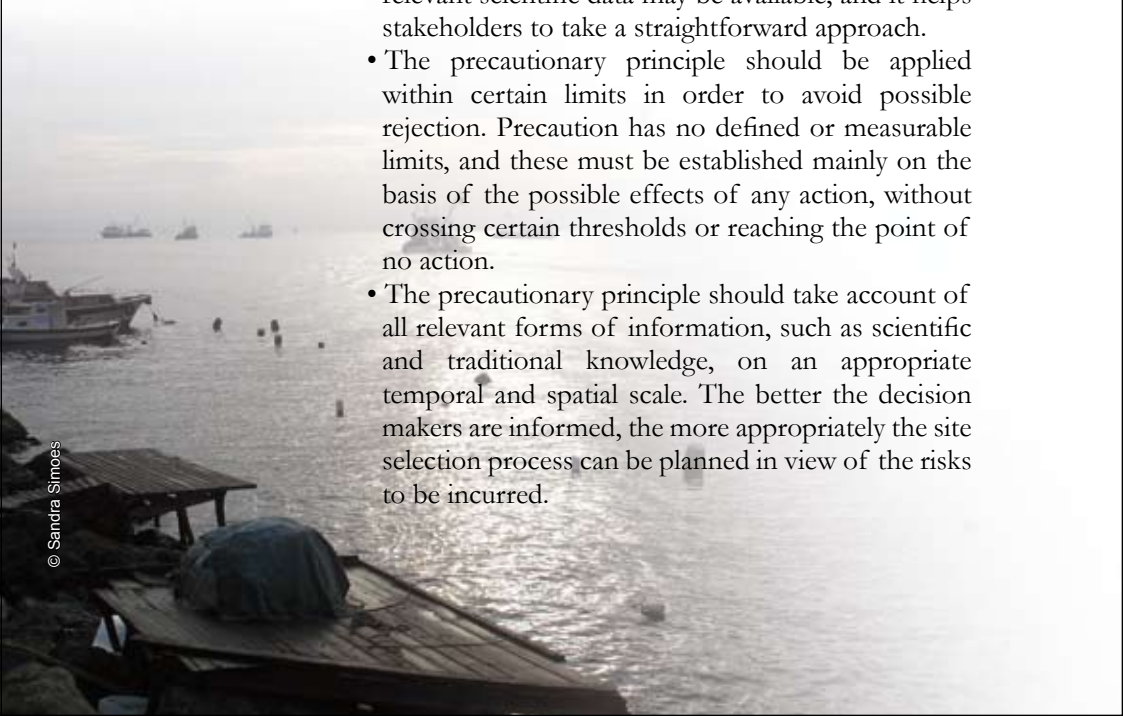 relevant scientific data may be available, and it helps
stakeholders to take a straightforward approach.
• The precautionary principle should be applied
within certain limits in order to avoid possible
rejection. Precaution has no defined or measurable
limits, and these must be established mainly on the
basis of the possible effects of any action, without
crossing certain thresholds or reaching the point of
no action.
• The precautionary principle should take account of
all relevant forms of information, such as scientific
and traditional knowledge, on an appropriate
temporal and spatial scale. The better the decision
makers are informed, the more appropriately the site
selection process can be planned in view of the risks
to be incurred.
© Sandra Simoes